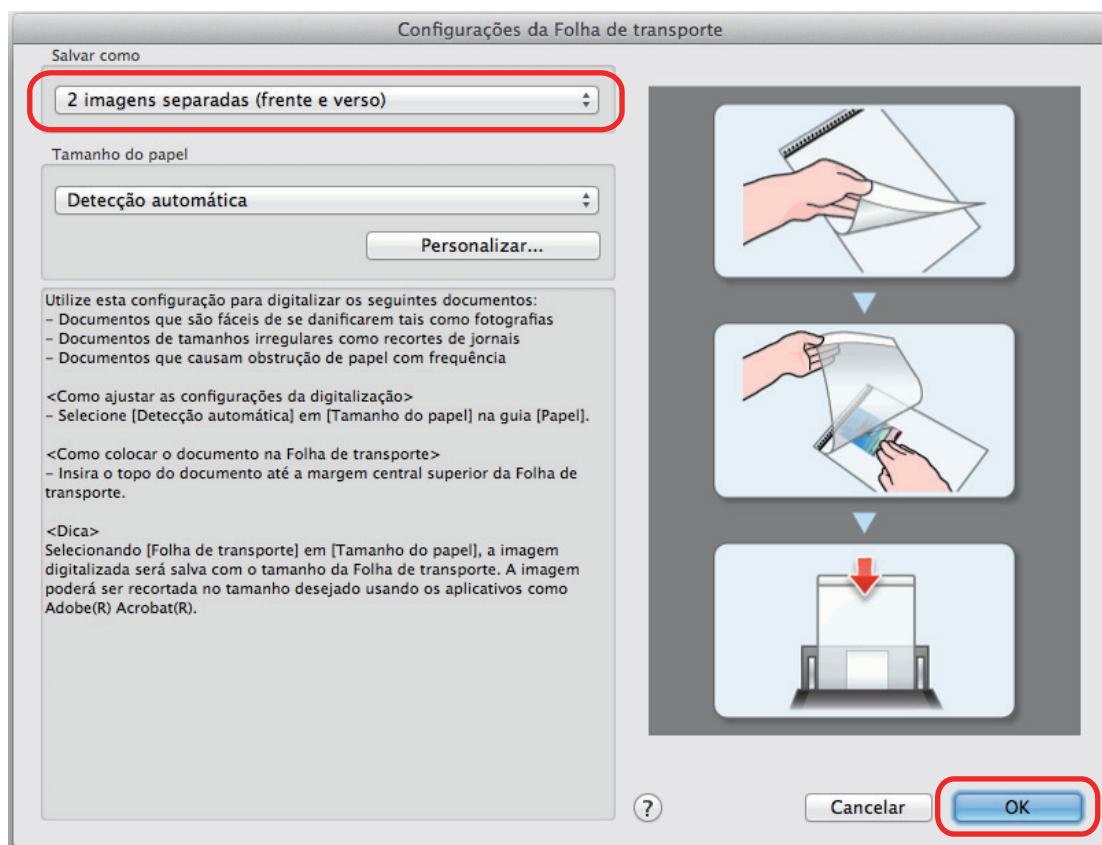 Configurações da Folha de transporte
Salvar como
2 imagens separadas (frente e verso)
Tamanho do papel
Detecção automática
Personalizar...
Utilize esta configuração para digitalizar os seguintes documentos:
– Documentos que são fáceis de se danificarem tais como fotografias
– Documentos de tamanhos irregulares como recortes de jornais
– Documentos que causam obstrução de papel com frequência
<Como ajustar as configurações da digitalização>
– Selecione [Detecção automática] em [Tamanho do papel] na guia [Papel].
<Como colocar o documento na Folha de transporte>
– Insira o topo do documento até a margem central superior da Folha de
transporte.
<Dica>
Selecionando [Folha de transporte] em [Tamanho do papel], a imagem
digitalizada será salva com o tamanho da Folha de transporte. A imagem
poderá ser recortada no tamanho desejado usando os aplicativos como
Adobe(R) Acrobat(R).
?
Cancelar
OK